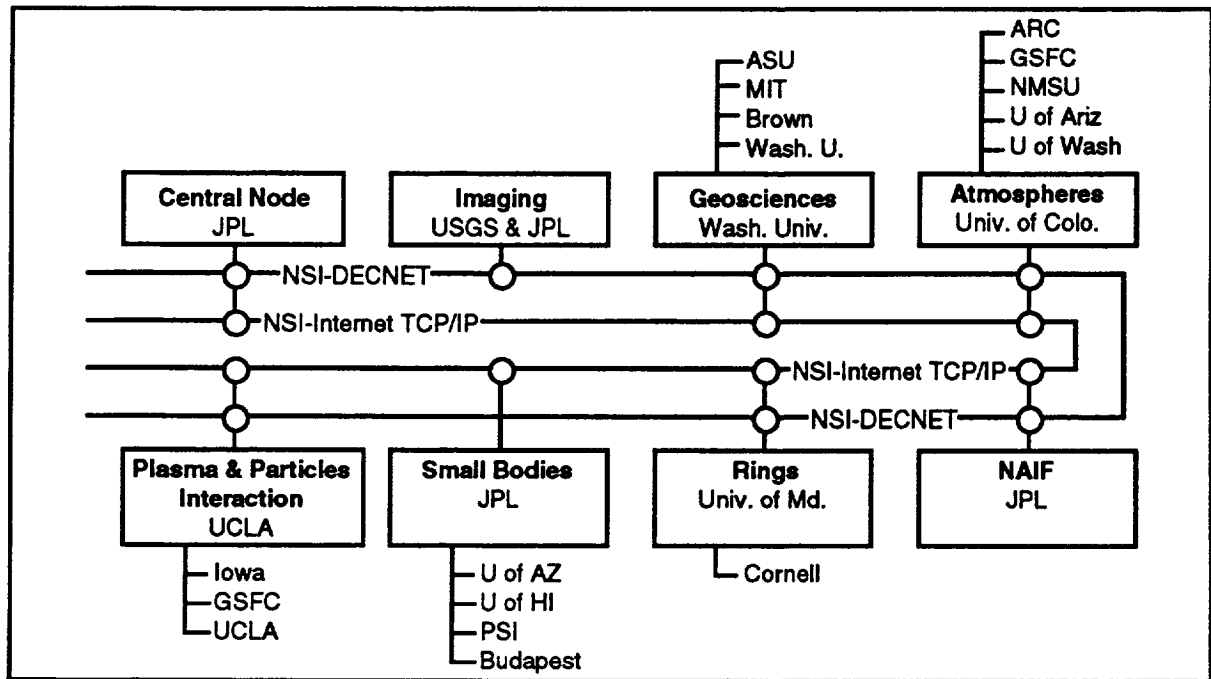 ASU
MIT
Brown
Wash. U.
ARC
GSFC
NMSU
U of Ariz
U of Wash
Central Node
JPL
Imaging
USGS & JPL
Geosciences
Wash. Univ.
Atmospheres
Univ. of Colo.
NSI-DECNET
NSI-Internet TCP/IP
NSI-Internet TCP/IP
NSI-DECNET
Plasma & Particles
Interaction
UCLA
Small Bodies
JPL
Rings
Univ. of Md.
NAIF
JPL
Iowa
GSFC
UCLA
U of AZ
U of HI
PSI
Budapest
Cornell